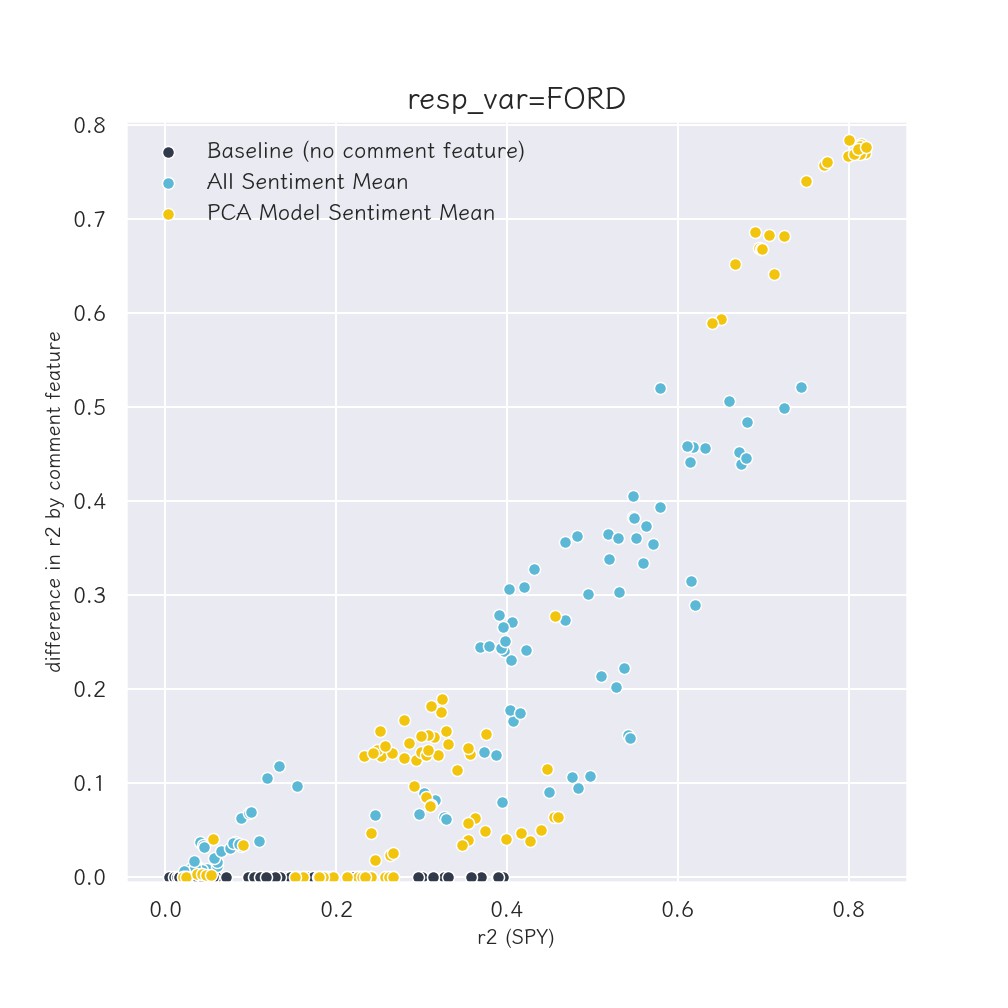 resp_var=FORD
Baseline (no comment feature)
All Sentiment Mean
PCA Model Sentiment Mean
difference in r2 by comment feature
0.8
0.7
0.6
0.5
0.4
0.3
0.2
0.1
0.0
0.0 0.2 0.4 0.6 0.8
r2 (SPY)